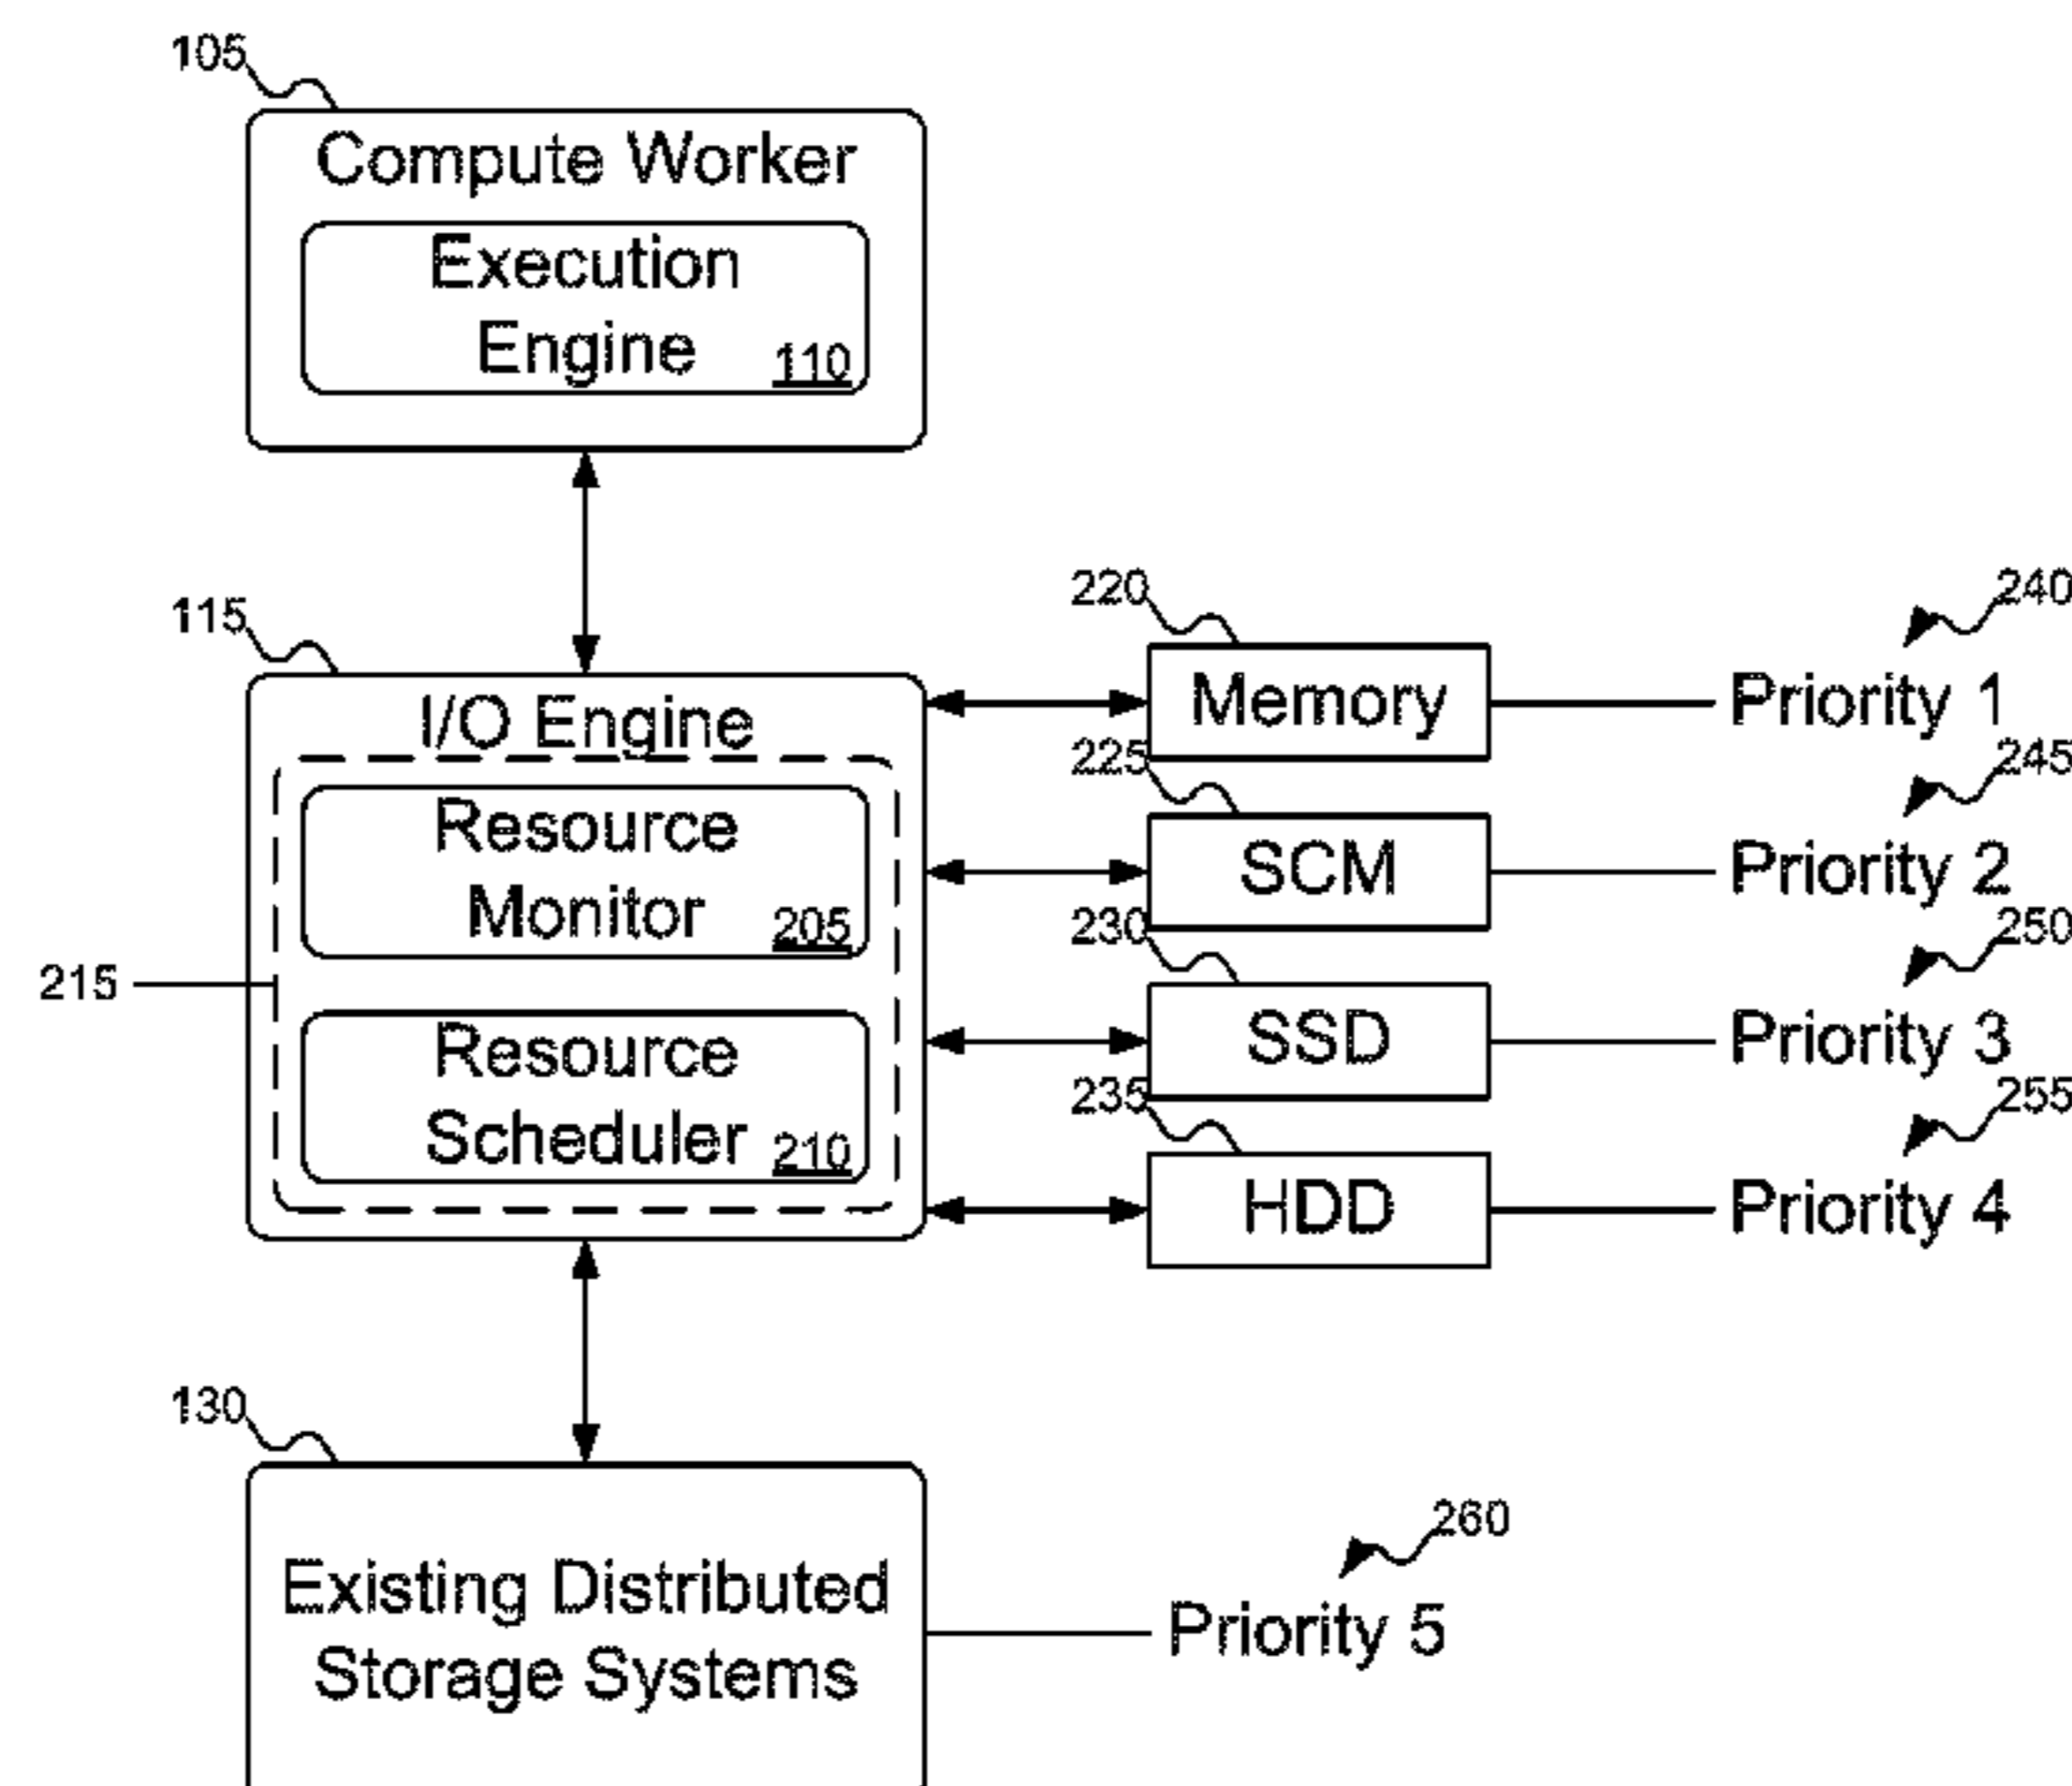 105
Compute Worker
Execution
Engine 110
115
I/O Engine
Resource
Monitor 205
215
Resource
Scheduler 210
220
Memory
240
Priority 1
225
SCM
245
Priority 2
230
SSD
250
Priority 3
235
HDD
255
Priority 4
130
Existing Distributed
Storage Systems
260
Priority 5